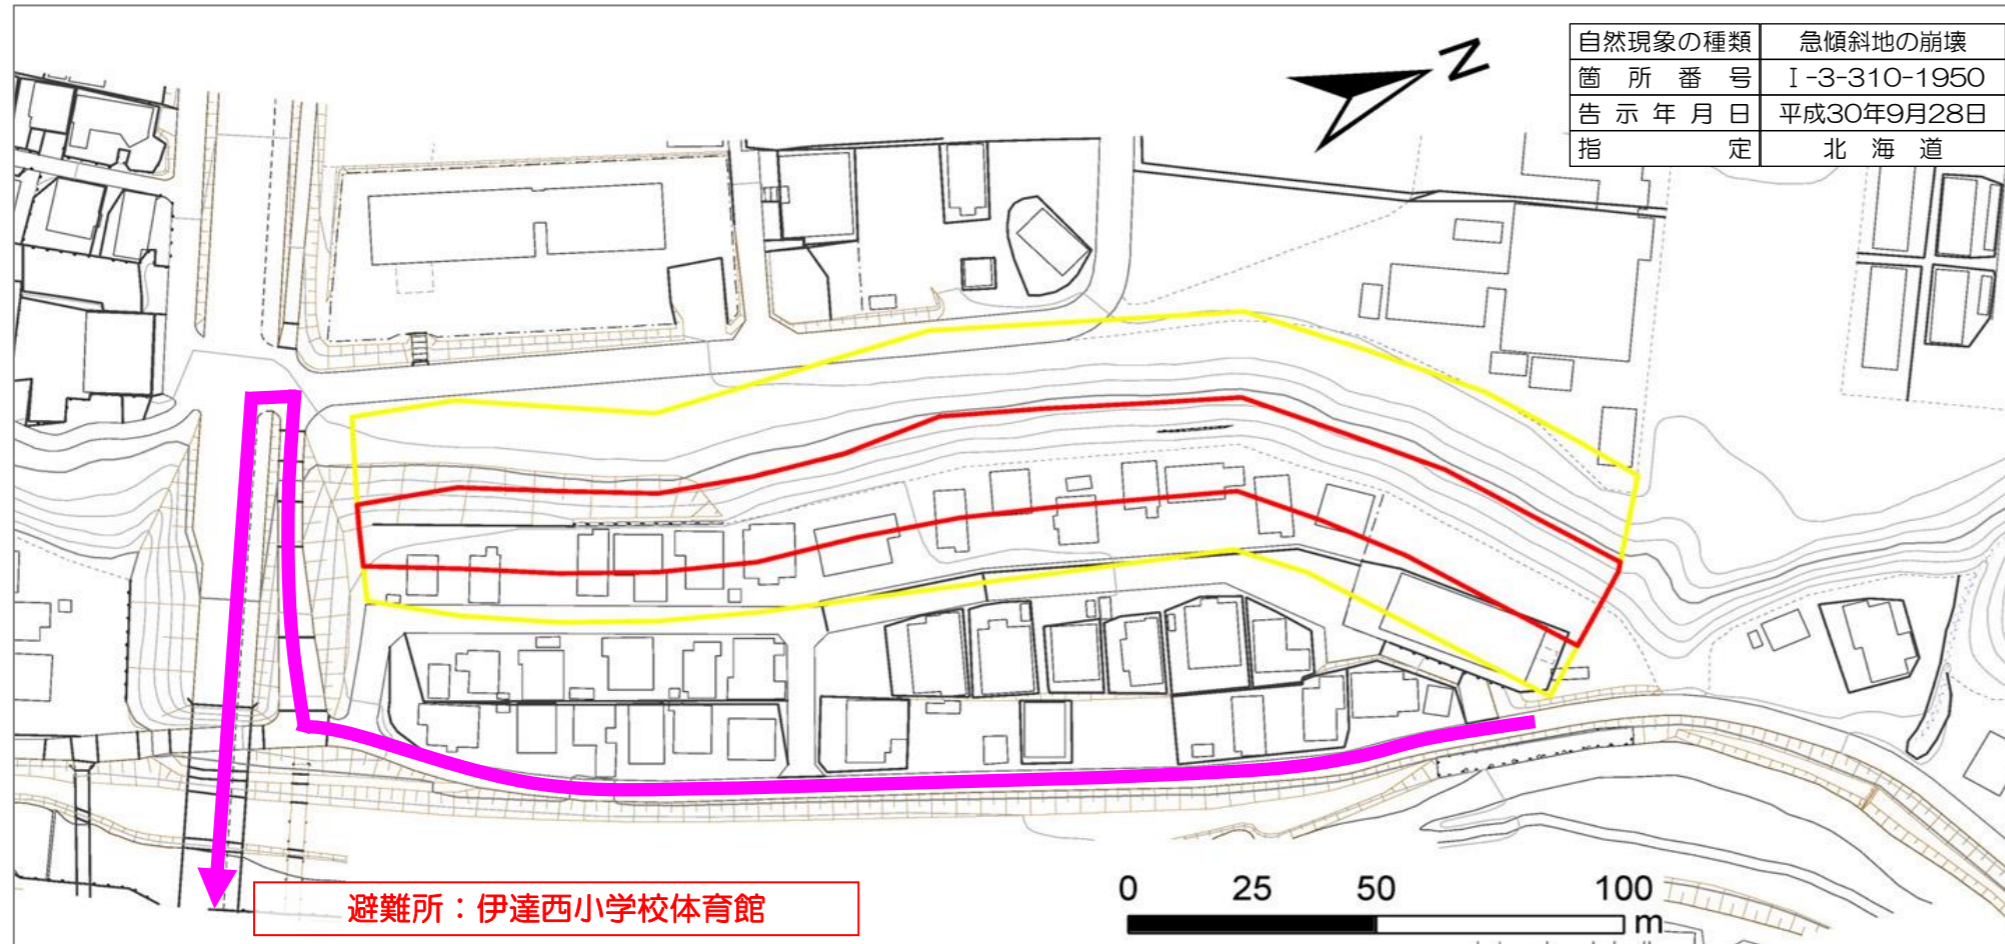 N
自然現象の種類 急傾斜地の崩壊
箇所番号 Ⅰ-3-310-1950
告示年月日 平成30年9月28日
指定 北海道
避難所：伊達西小学校体育館
0 25 50 100
m